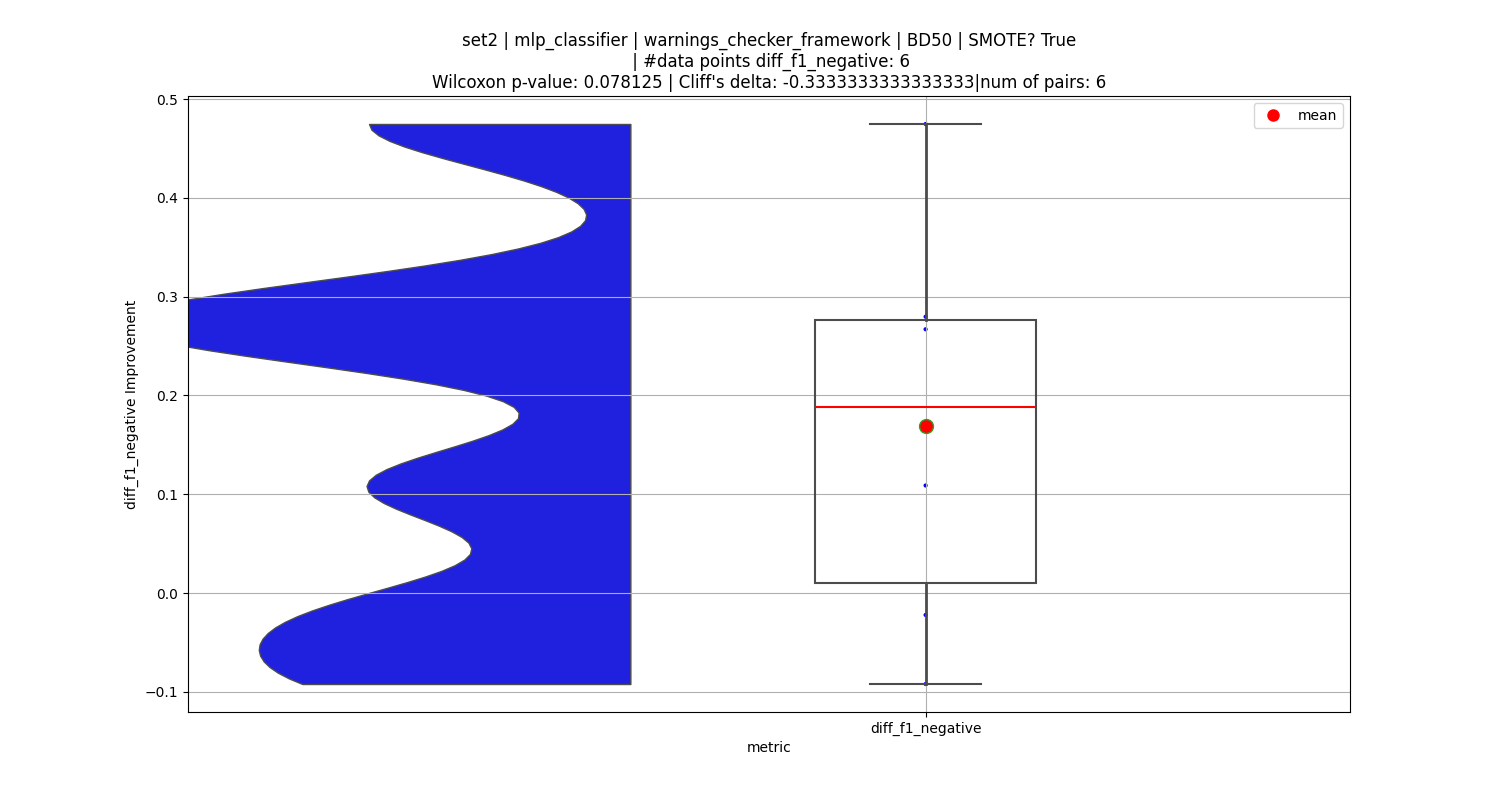 set2 | mlp_classifier | warnings_checker_framework | BD50 | SMOTE? True
| #data points diff_f1_negative: 6
Wilcoxon p-value: 0.078125 | Cliff's delta: -0.3333333333333333|num of pairs: 6
mean
0.5
0.4
0.3
0.2
0.1
0.0
−0.1
diff_f1_negative Improvement
diff_f1_negative
metric